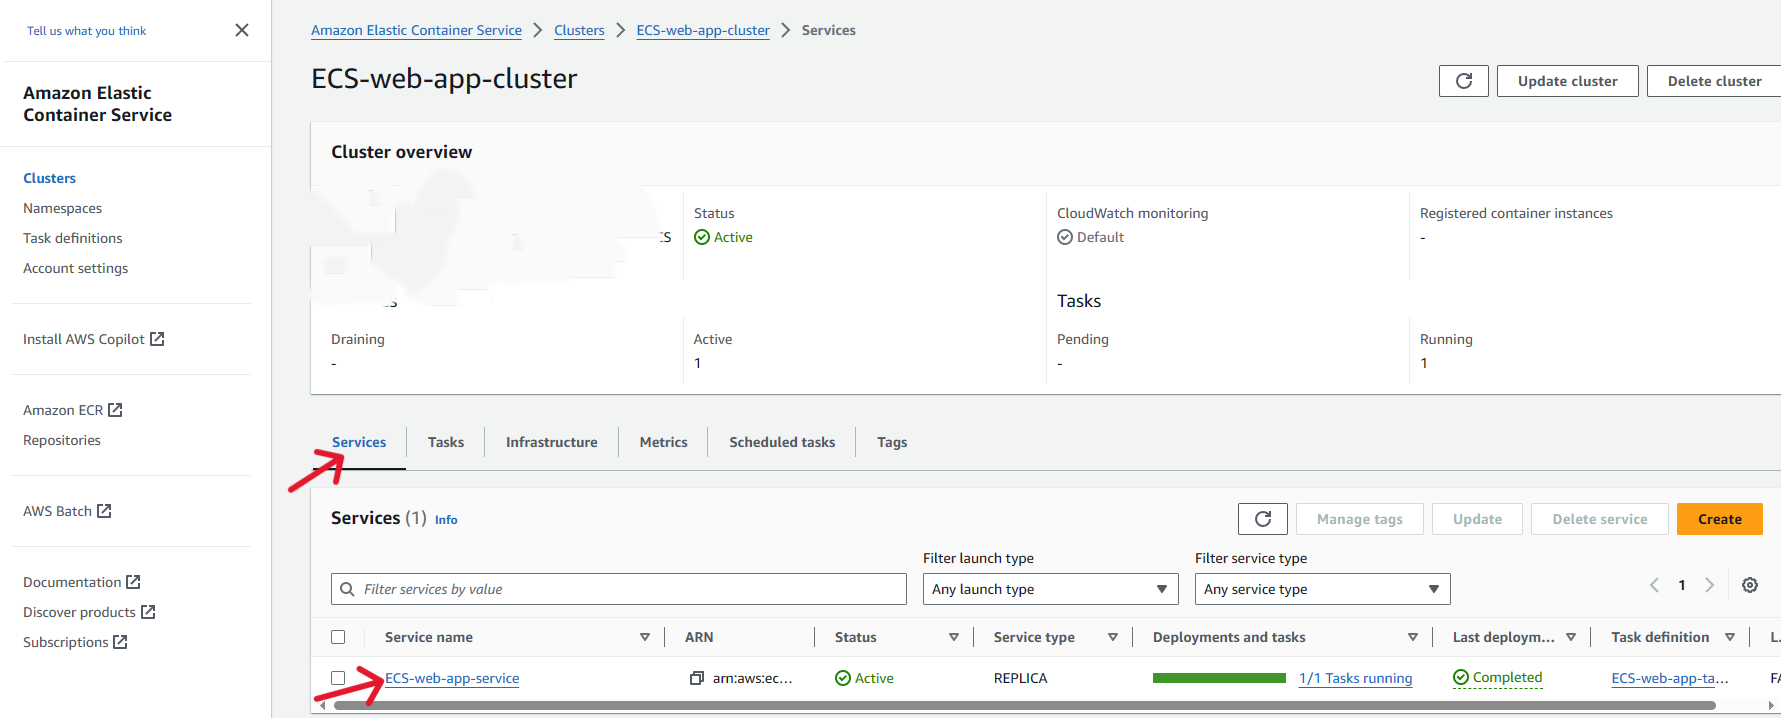 Tell us what you think
Amazon Elastic Container Service
Clusters
ECS-web-app-cluster
Services
Amazon Elastic
Container Service
ECS-web-app-cluster
Update cluster
Delete cluster
Cluster overview
Clusters
Namespaces
Task definitions
Account settings
Status
Active
CloudWatch monitoring
Default
Registered container instances
-
Tasks
Draining
-
Active
1
Pending
-
Running
1
Install AWS Copilot
Amazon ECR
Repositories
AWS Batch
Documentation
Discover products
Subscriptions
Services
Tasks
Infrastructure
Metrics
Scheduled tasks
Tags
Services (1) Info
Manage tags
Update
Delete service
Create
Filter launch type
Filter service type
Filter services by value
Any launch type
Any service type
1
Service name
ARN
Status
Service type
Deployments and tasks
Last deploym...
Task definition
L.
ECS-web-app-service
arn:aws:ec...
Active
REPLICA
1/1 Tasks running
Completed
ECS-web-app-ta...